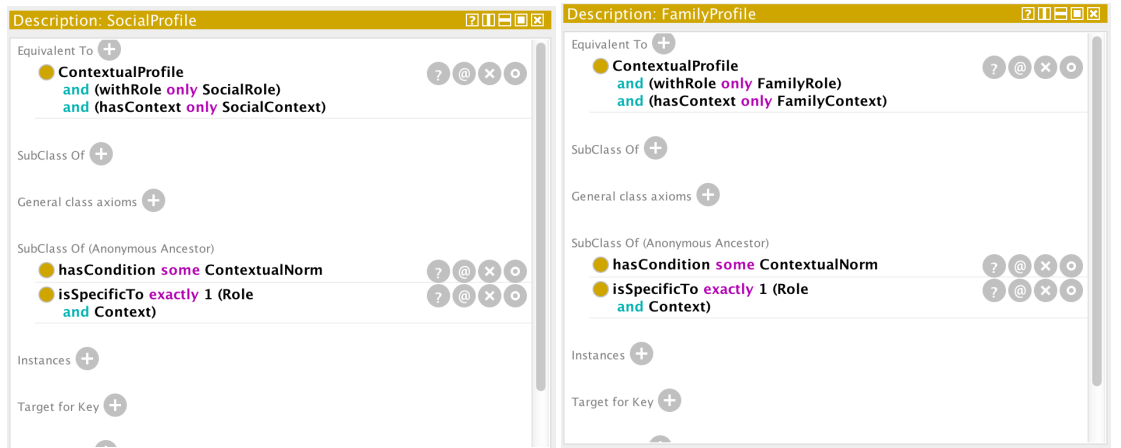 Description: SocialProfile
Equivalent To
ContextualProfile
and (withRole only SocialRole)
and (hasContext only SocialContext)
SubClass Of
General class axioms
SubClass Of (Anonymous Ancestor)
hasCondition some ContextualNorm
isSpecificTo exactly 1 (Role
and Context)
Instances
Target for Key
Description: FamilyProfile
Equivalent To
ContextualProfile
and (withRole only FamilyRole)
and (hasContext only FamilyContext)
SubClass Of
General class axioms
SubClass Of (Anonymous Ancestor)
hasCondition some ContextualNorm
isSpecificTo exactly 1 (Role
and Context)
Instances
Target for Key